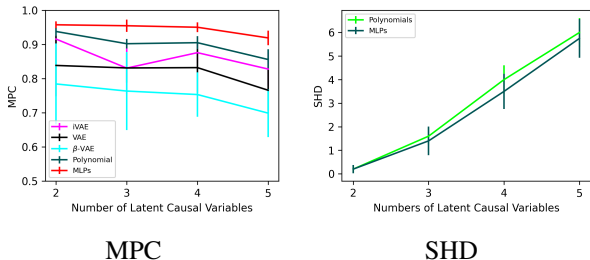 1.0
0.9
0.8
0.7
0.6
0.5
MPC
iVAE
VAE
β-VAE
Polynomial
MLPs
2 3 4 5
Number of Latent Causal Variables
MPC
6
5
4
3
2
1
0
SHD
Polynomials
MLPs
2 3 4 5
Numbers of Latent Causal Variables
SHD